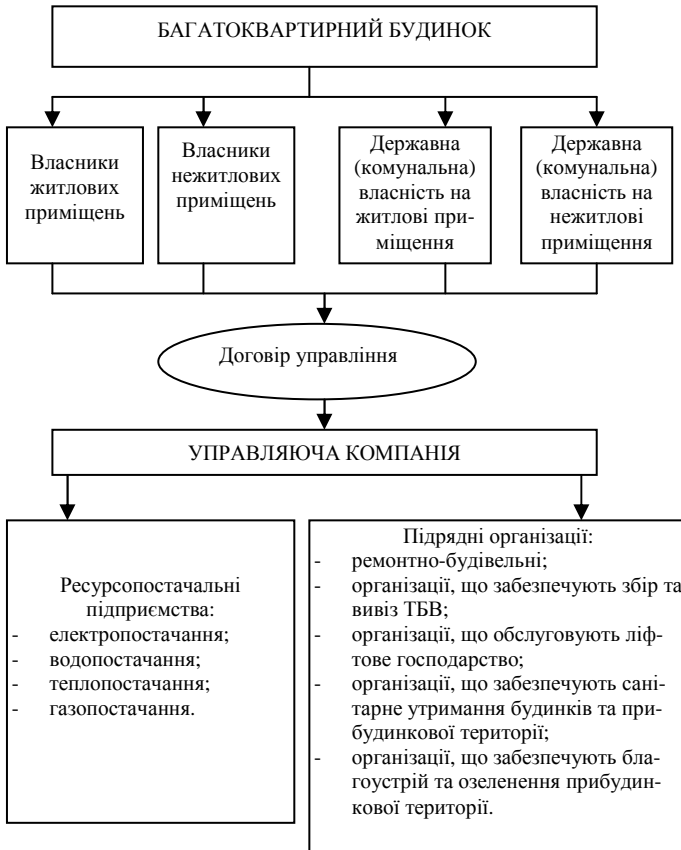 БАГАТОКВАРТИРНИЙ БУДИНОК
Власники
житлових
приміщень
Власники
нежитлових
приміщень
Державна
(комунальна)
власність на
житлові при-
міщення
Державна
(комунальна)
власність на
нежитлові
приміщення
Договір управління
УПРАВЛЯЮЧА КОМПАНІЯ
Ресурсопостачальні
підприємства:
- електропостачання;
- водопостачання;
- теплопостачання;
- газопостачання.
Підрядні організації:
- ремонтно-будівельні;
- організації, що забезпечують збір та
вивіз ТБВ;
- організації, що обслуговують ліф-
тове господарство;
- організації, що забезпечують сані-
тарне утримання будинків та при-
будинкової території;
- організації, що забезпечують бла-
гоустрій та озеленення прибудин-
кової території.